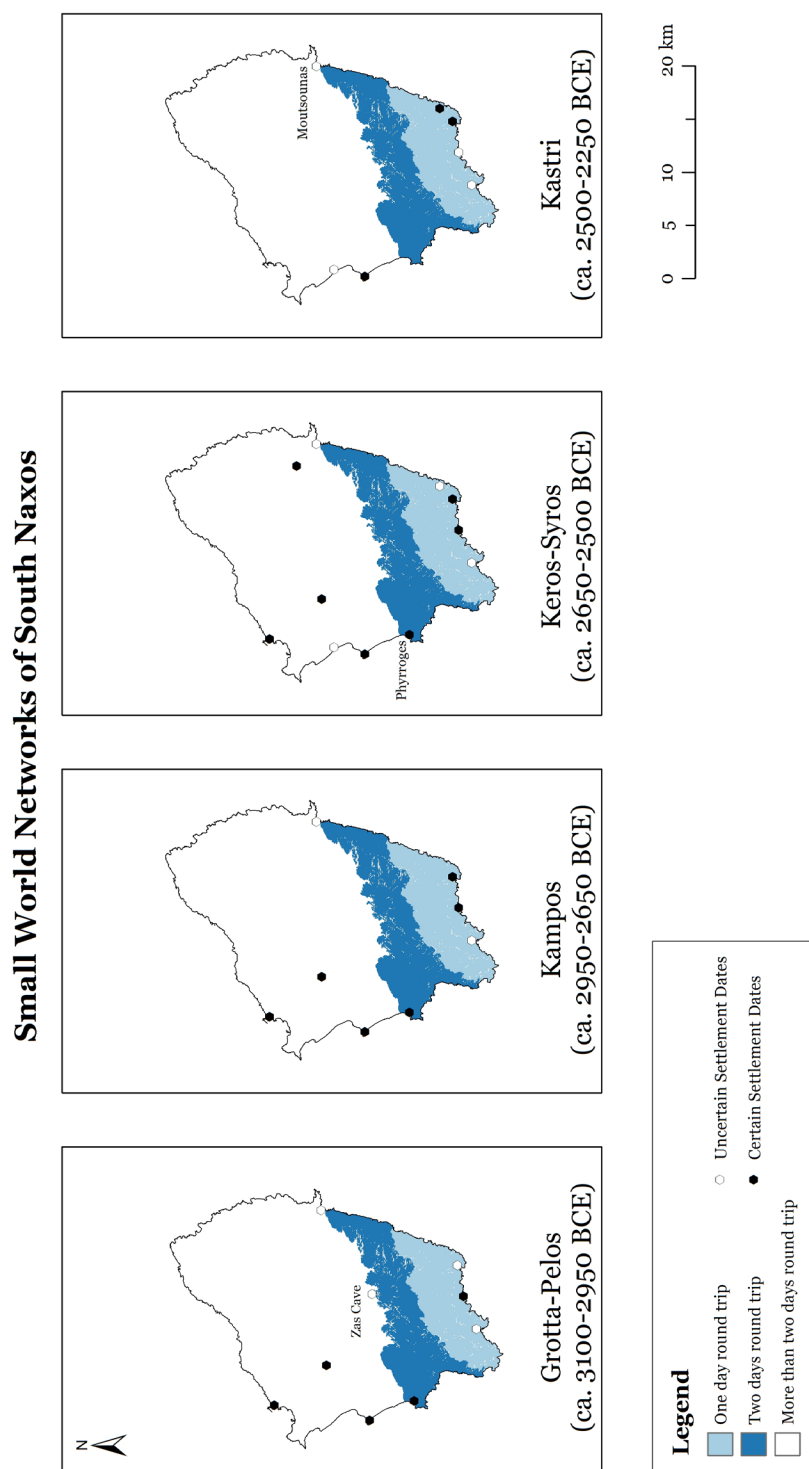 Small World Networks of South Naxos
N
Zas Cave
Grotta-Pelos
(ca. 3100-2950 BCE)
Kampos
(ca. 2950-2650 BCE)
Phyrroges
Keros-Syros
(ca. 2650-2500 BCE)
Moutsounas
Kastri
(ca. 2500-2250 BCE)
Legend
One day round trip
Two days round trip
More than two days round trip
Uncertain Settlement Dates
Certain Settlement Dates
0 5 10 20 km